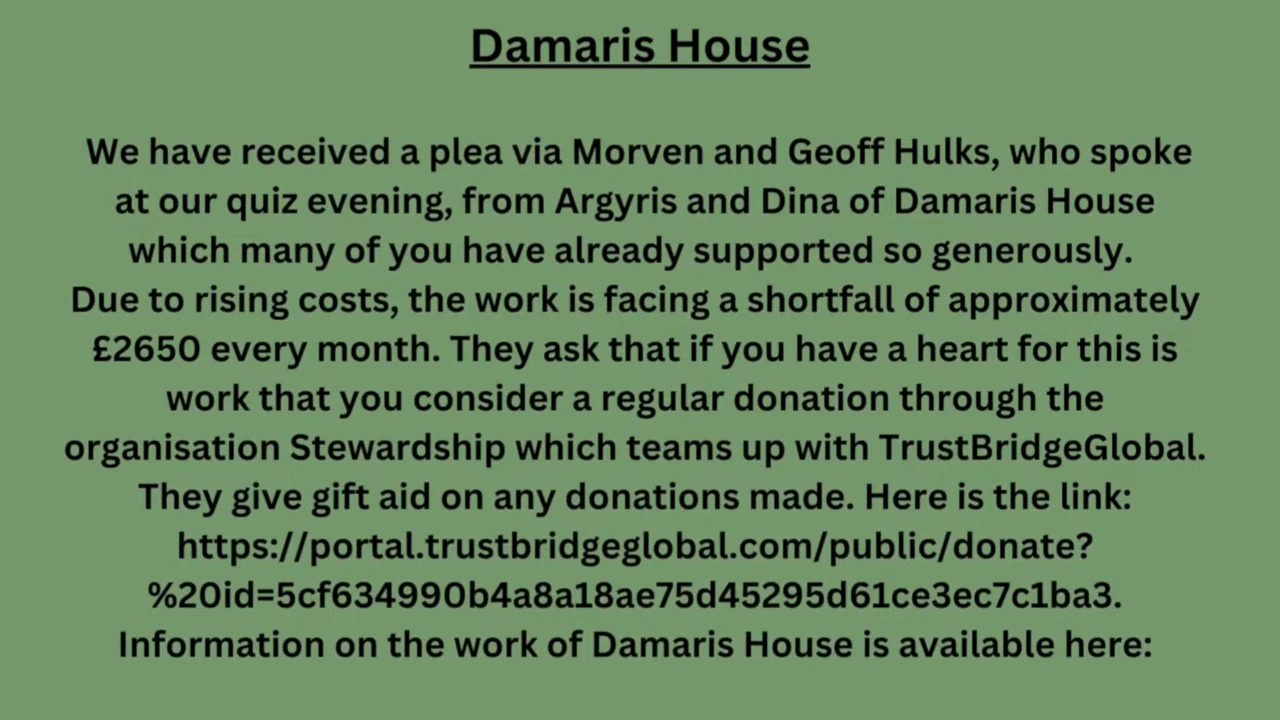 Damaris House
We have received a plea via Morven and Geoff Hulks, who spoke
at our quiz evening, from Argyris and Dina of Damaris House
which many of you have already supported so generously.
Due to rising costs, the work is facing a shortfall of approximately
£2650 every month. They ask that if you have a heart for this is
work that you consider a regular donation through the
organisation Stewardship which teams up with TrustBridgeGlobal.
They give gift aid on any donations made. Here is the link:
https://portal.trustbridgeglobal.com/public/donate?
%20id=5cf634990b4a8a18ae75d45295d61ce3ec7c1ba3.
Information on the work of Damaris House is available here: